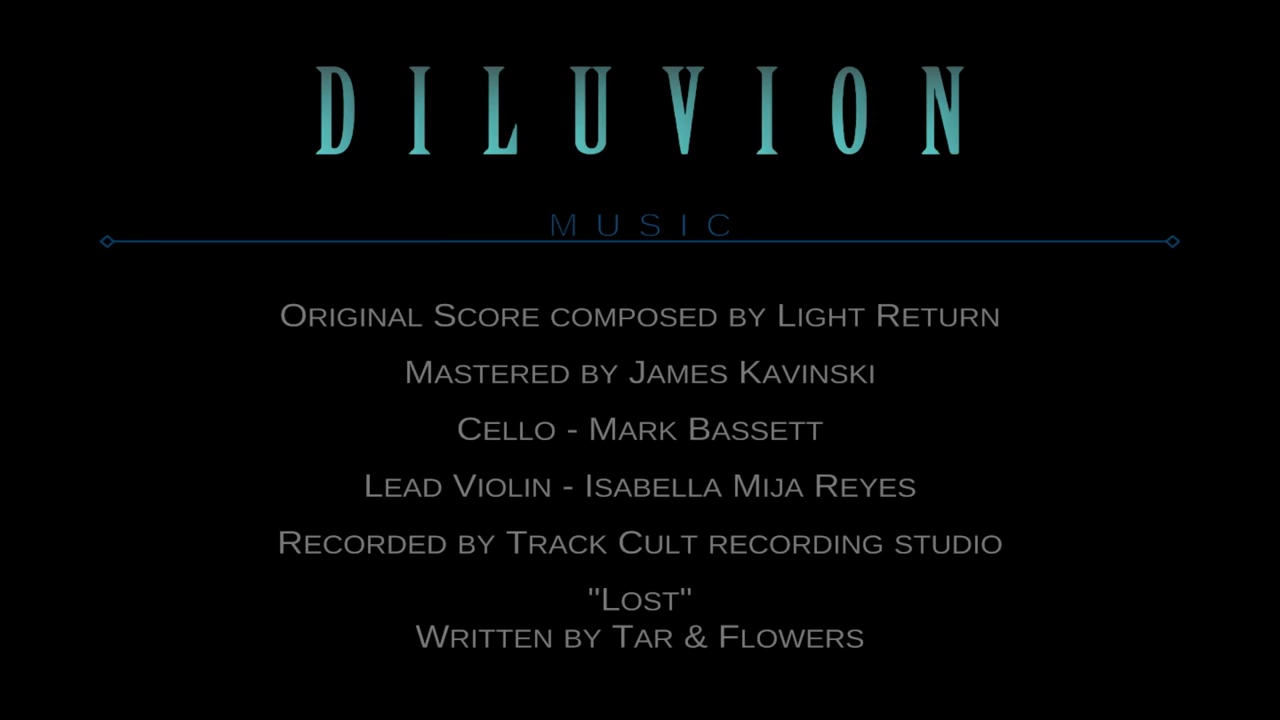 DILUVION
MUSIC
Original Score composed by Light Return
Mastered by James Kavinski
Cello - Mark Bassett
Lead Violin - Isabella Mija Reyes
Recorded by Track Cult recording studio
"Lost"
Written by Tar & Flowers